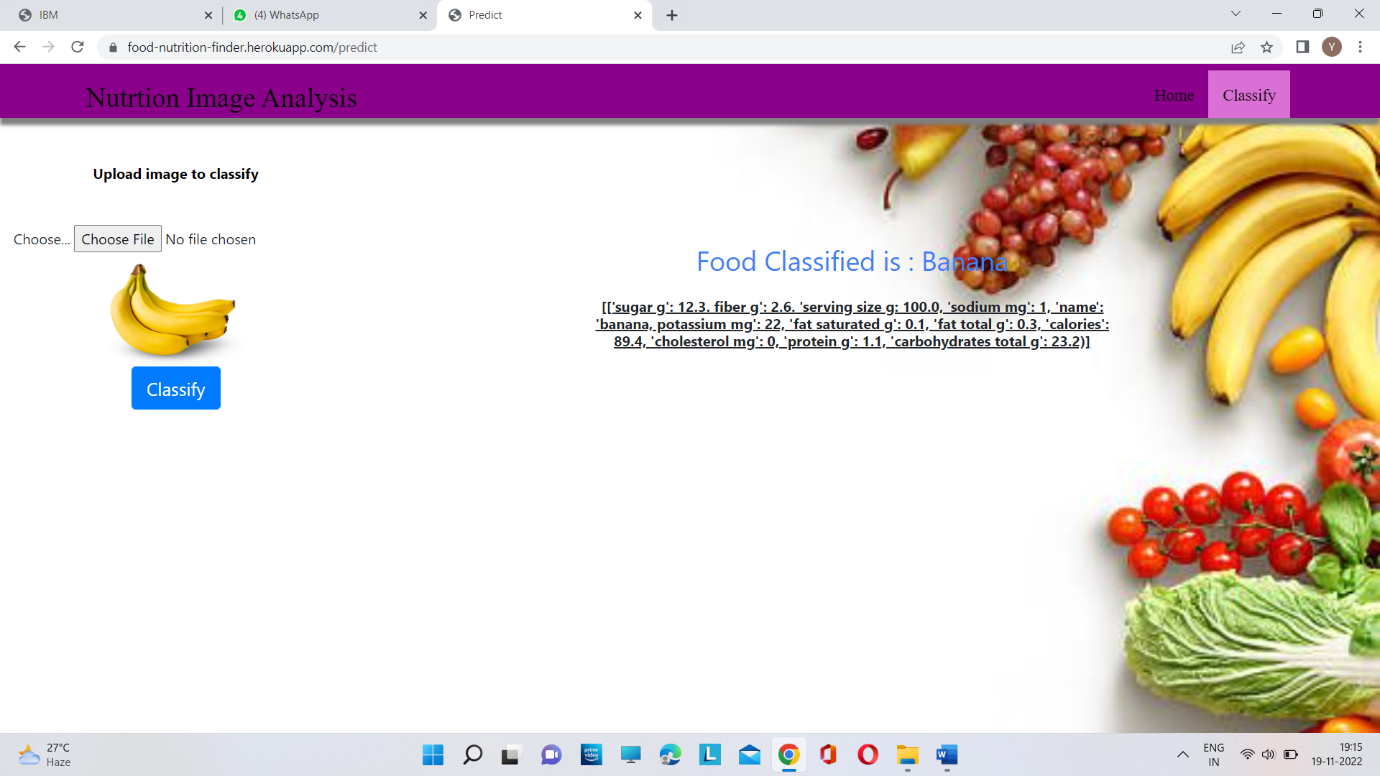 IBM
(4) WhatsApp
Predict
food-nutrition-finder.herokuapp.com/predict
Y
Nutrtion Image Analysis
Home
Classify
Upload image to classify
Choose... Choose File No file chosen
Classify
Food Classified is : Banana
[['sugar g': 12.3. fiber g': 2.6. 'serving size g: 100.0, 'sodium mg': 1, 'name':
'banana, potassium mg': 22, 'fat saturated g': 0.1, 'fat total g': 0.3, 'calories':
89.4, 'cholesterol mg': 0, 'protein g': 1.1, 'carbohydrates total g': 23.2)]
27°C
Haze
prime video
L
W
ENG
IN
19:15
19-11-2022